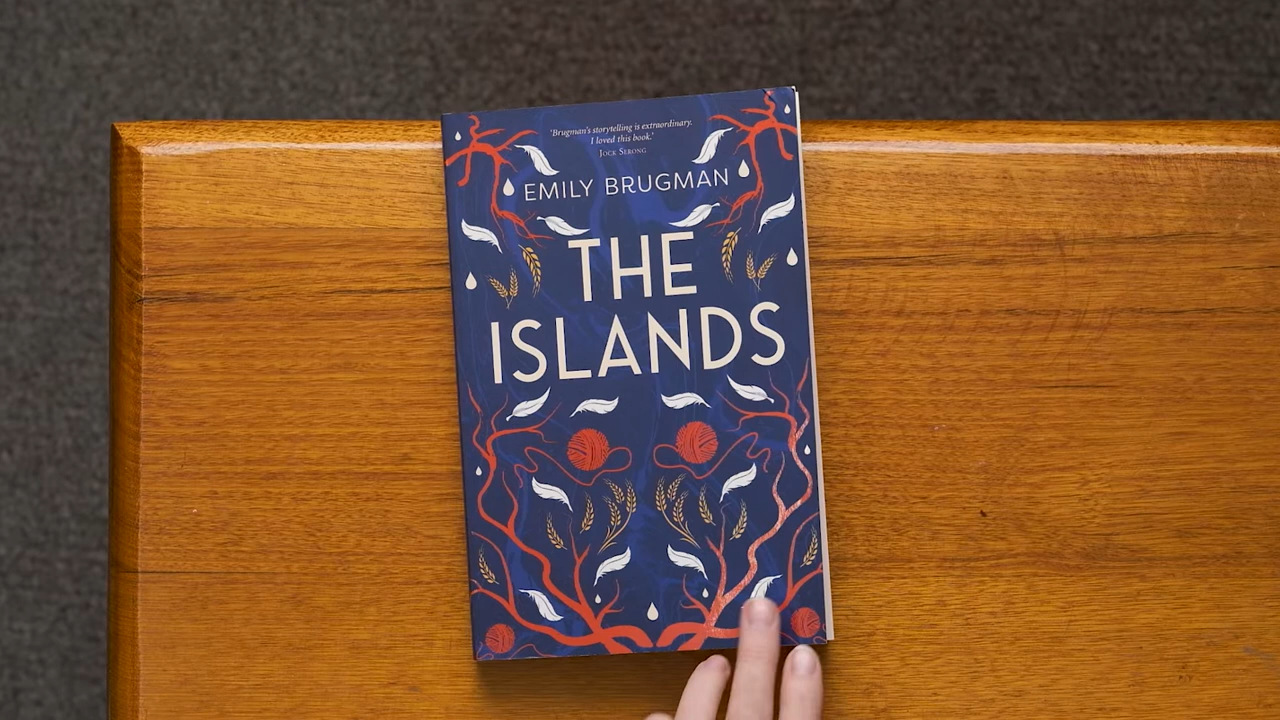 'Brugman's storytelling is extraordinary.
I loved this book.'
Jock Serong
EMILY BRUGMAN
THE
ISLANDS